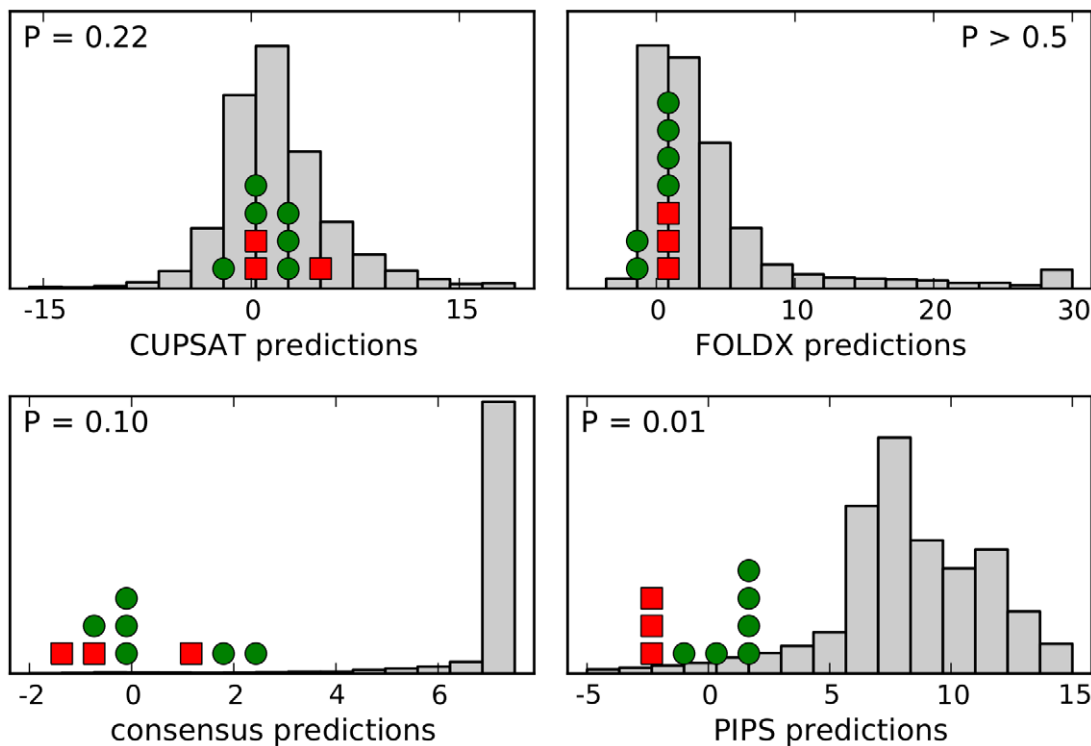 P = 0.22
-15 0 15
CUPSAT predictions
P > 0.5
0 10 20 30
FOLDX predictions
P = 0.10
-2 0 2 4 6
consensus predictions
P = 0.01
-5 0 5 10 15
PIPS predictions